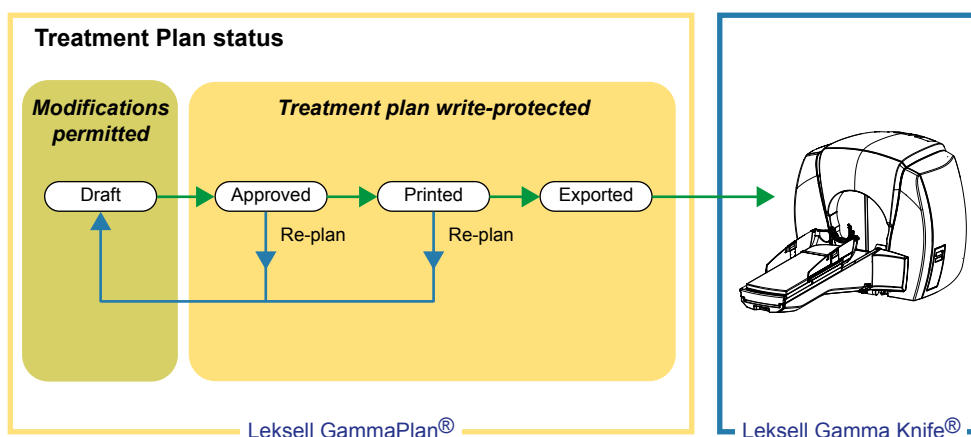 Treatment Plan status
Modifications
permitted
Treatment plan write-protected
Draft
Approved
Printed
Exported
Re-plan
Re-plan
Leksell GammaPlan®
Leksell Gamma Knife®